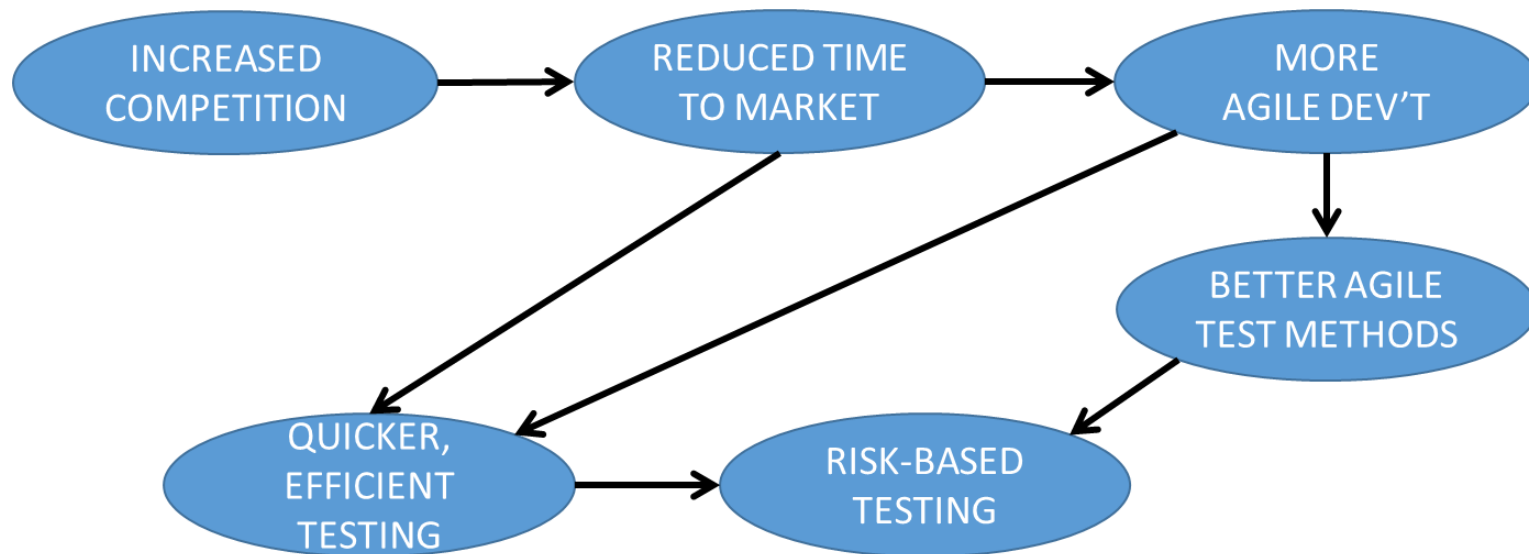 INCREASED
COMPETITION
REDUCED TIME
TO MARKET
MORE
AGILE DEV’T
BETTER AGILE
TEST METHODS
QUICKER,
EFFICIENT
TESTING
RISK-BASED
TESTING